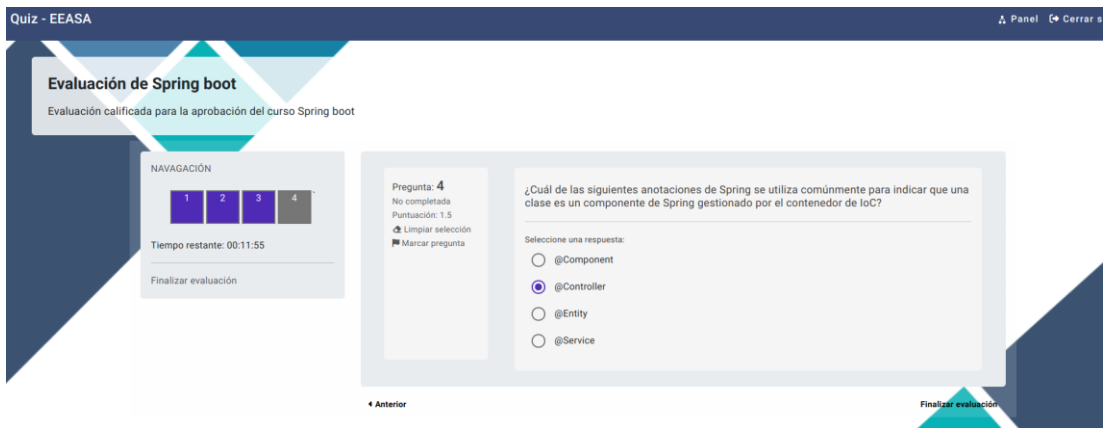 Quiz - EEASA
Panel
Cerrar s
Evaluación de Spring boot
Evaluación calificada para la aprobación del curso Spring boot
NAVAGACIÓN
1 2 3 4
Tiempo restante: 00:11:55
Finalizar evaluación
Pregunta: 4
No completada
Puntuación: 1.5
Limpiar selección
Marcar pregunta
¿Cuál de las siguientes anotaciones de Spring se utiliza comúnmente para indicar que una
clase es un componente de Spring gestionado por el contenedor de IoC?
Seleccione una respuesta:
@Component
@Controller
@Entity
@Service
Anterior
Finalizar evaluación